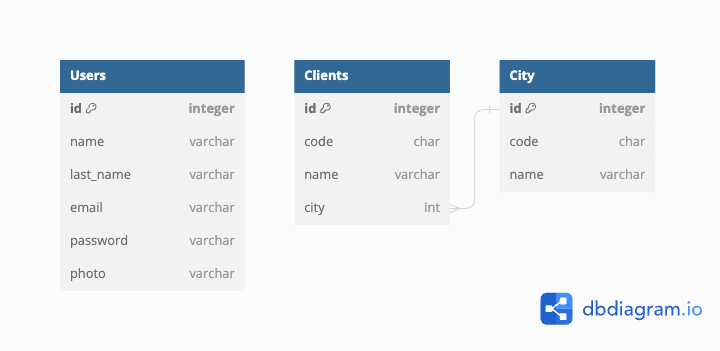 Users
id integer
name varchar
last_name varchar
email varchar
password varchar
photo varchar
Clients
id integer
code char
name varchar
city int
City
id integer
code char
name varchar
dbdiagram.io